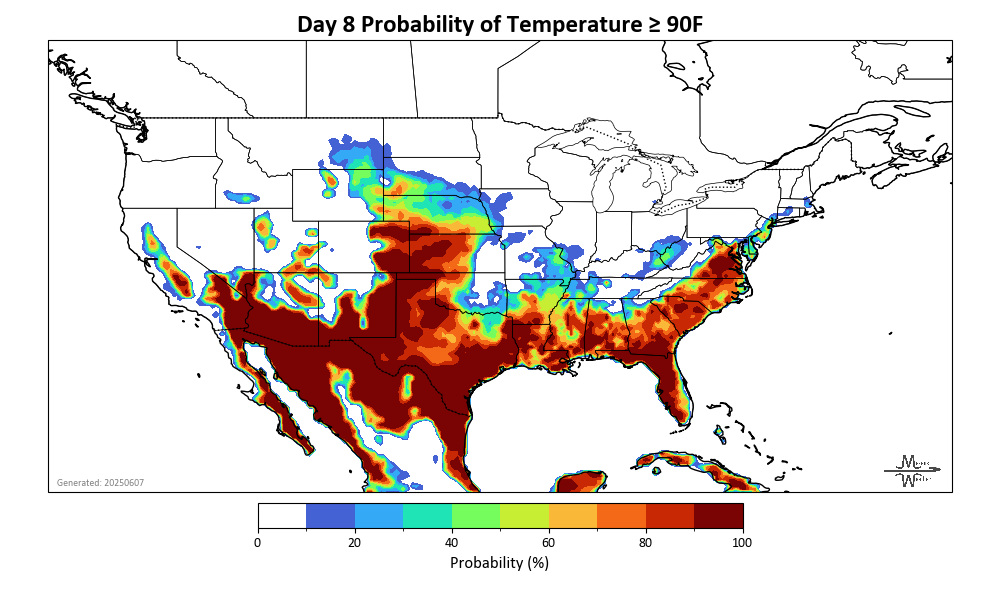 Day 8 Probability of Temperature ≥ 90F
Generated: 20250607
0 20 40 60 80 100
Probability (%)